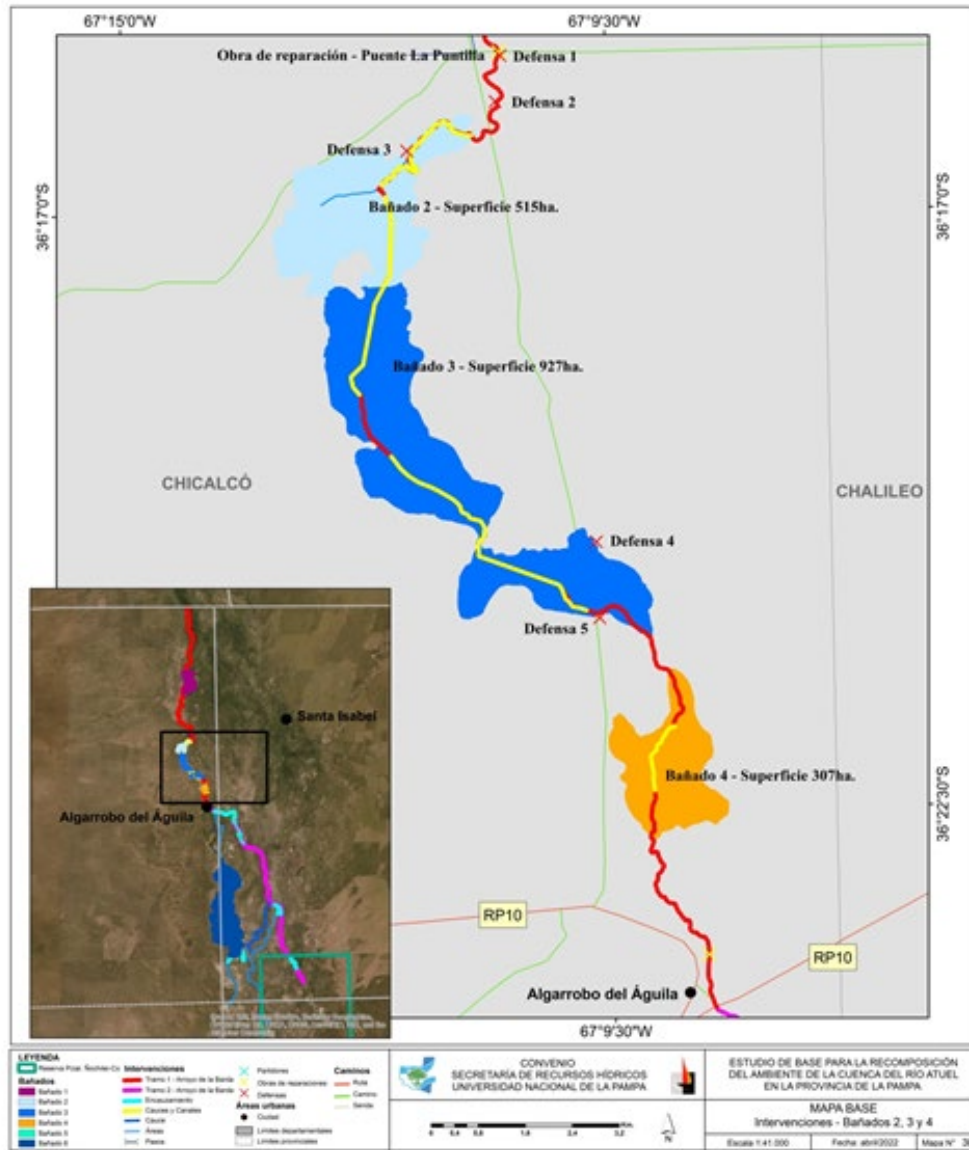 67°15'0"W
67°9'30"W
Obra de reparación - Puente La Puntilla
Defensa 1
Defensa 2
Defensa 3
36°17'0"S
36°17'0"S
Bañado 2 - Superficie 515ha.
Bañado 3 - Superficie 927ha.
CHICALCÓ
CHALILEO
Defensa 4
Defensa 5
Santa Isabel
Algarrobo del Águila
Bañado 4 - Superficie 307ha.
36°22'30"S
RP10
RP10
Algarrobo del Águila
67°9'30"W
LEYENDA
Bañados
Bañado 1
Bañado 2
Bañado 3
Bañado 4
Bañado 5
Bañado 6
Intervenciones
Tramo 1 - Arroyo de la Barda
Tramo 2 - Arroyo de la Barda
Encauzamiento
Cauces y Canales
Cauce
Partidores
Obras de reparaciones
Defensas
Áreas urbanas
Ciudad
Límites departamentales
Límites provinciales
Caminos
Ruta
Camino
Senda
CONVENIO
SECRETARÍA DE RECURSOS HÍDRICOS
UNIVERSIDAD NACIONAL DE LA PAMPA
N
ESTUDIO DE BASE PARA LA RECOMPOSICIÓN
DEL AMBIENTE DE LA CUENCA DEL RÍO ATUEL
EN LA PROVINCIA DE LA PAMPA
MAPA BASE
Intervenciones - Bañados 2, 3 y 4
Escala 1:41.000
Fecha: abril/2022
Mapa N°